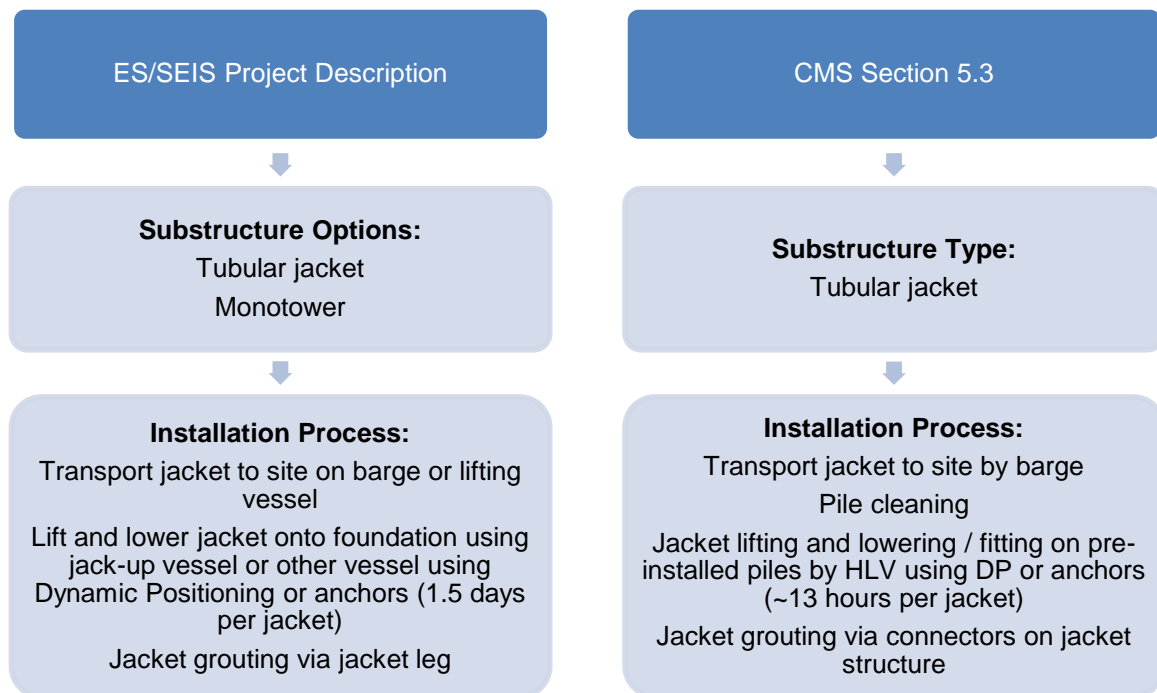 ES/SEIS Project Description
Substructure Options:
Tubular jacket
Monotower
Installation Process:
Transport jacket to site on barge or lifting
vessel
Lift and lower jacket onto foundation using
jack-up vessel or other vessel using
Dynamic Positioning or anchors (1.5 days
per jacket)
Jacket grouting via jacket leg
CMS Section 5.3
Substructure Type:
Tubular jacket
Installation Process:
Transport jacket to site by barge
Pile cleaning
Jacket lifting and lowering / fitting on pre-
installed piles by HLV using DP or anchors
(~13 hours per jacket)
Jacket grouting via connectors on jacket
structure